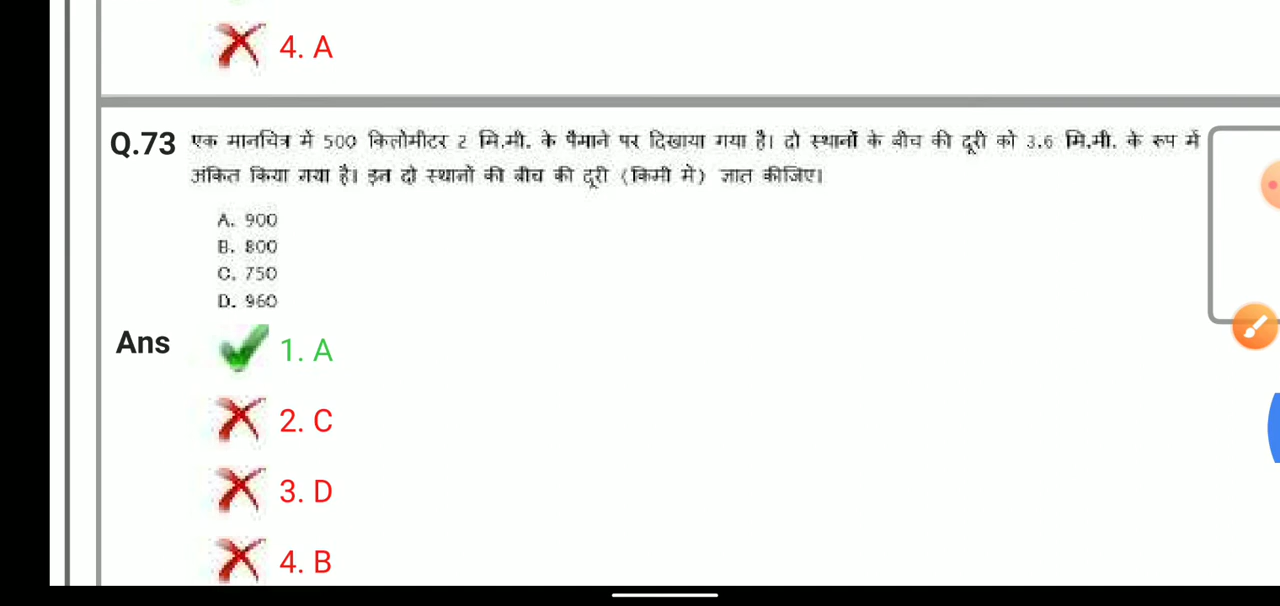 4. A
Q.73 एक मानचित्र में 500 किलोमीटर 2 मि.मी. के पैमाने पर दिखाया गया है। दो स्थानों के बीच की दूरी को 3.6 मि.मी. के रूप में
अंकित किया गया है। इन दो स्थानों की बीच की दूरी (किमी में) ज्ञात कीजिए।
A. 900
B. 800
C. 750
D. 960
Ans 1. A
2. C
3. D
4. B